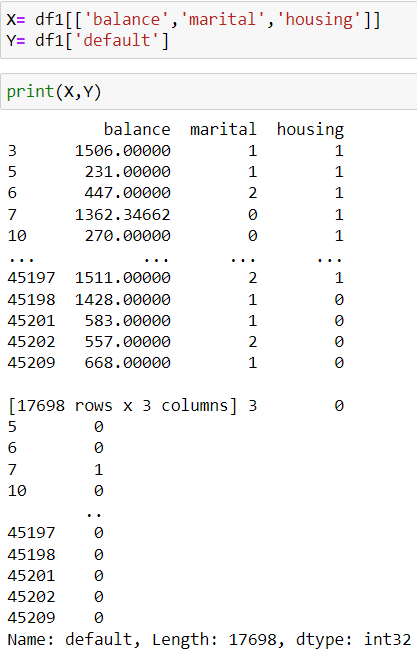 X= df1[['balance','marital','housing']]
Y= df1['default']
print(X,Y)
balance marital housing
3 1506.00000 1 1
5 231.00000 1 1
6 447.00000 2 1
7 1362.34662 0 1
10 270.00000 0 1
... ... ... ...
45197 1511.00000 2 1
45198 1428.00000 1 0
45201 583.00000 1 0
45202 557.00000 2 0
45209 668.00000 1 0
[17698 rows x 3 columns] 3 0
5 0
6 0
7 1
10 0
..
45197 0
45198 0
45201 0
45202 0
45209 0
Name: default, Length: 17698, dtype: int32